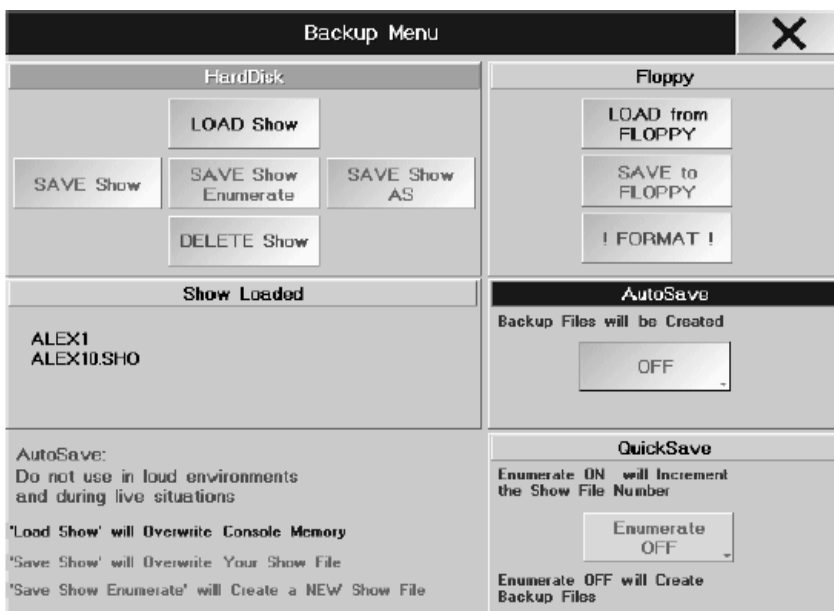 Backup Menu
HardDisk
LOAD Show
SAVE Show
SAVE Show
Enumerate
SAVE Show
AS
DELETE Show
Floppy
LOAD from
FLOPPY
SAVE to
FLOPPY
! FORMAT !
Show Loaded
ALEX1
ALEX10.SHO
AutoSave
Backup Files will be Created
OFF
AutoSave:
Do not use in loud environments
and during live situations
'Load Show' will Overwrite Console Memory
'Save Show' will Overwrite Your Show File
'Save Show Enumerate' will Create a NEW Show File
QuickSave
Enumerate ON will Increment
the Show File Number
Enumerate
OFF
Enumerate OFF will Create
Backup Files